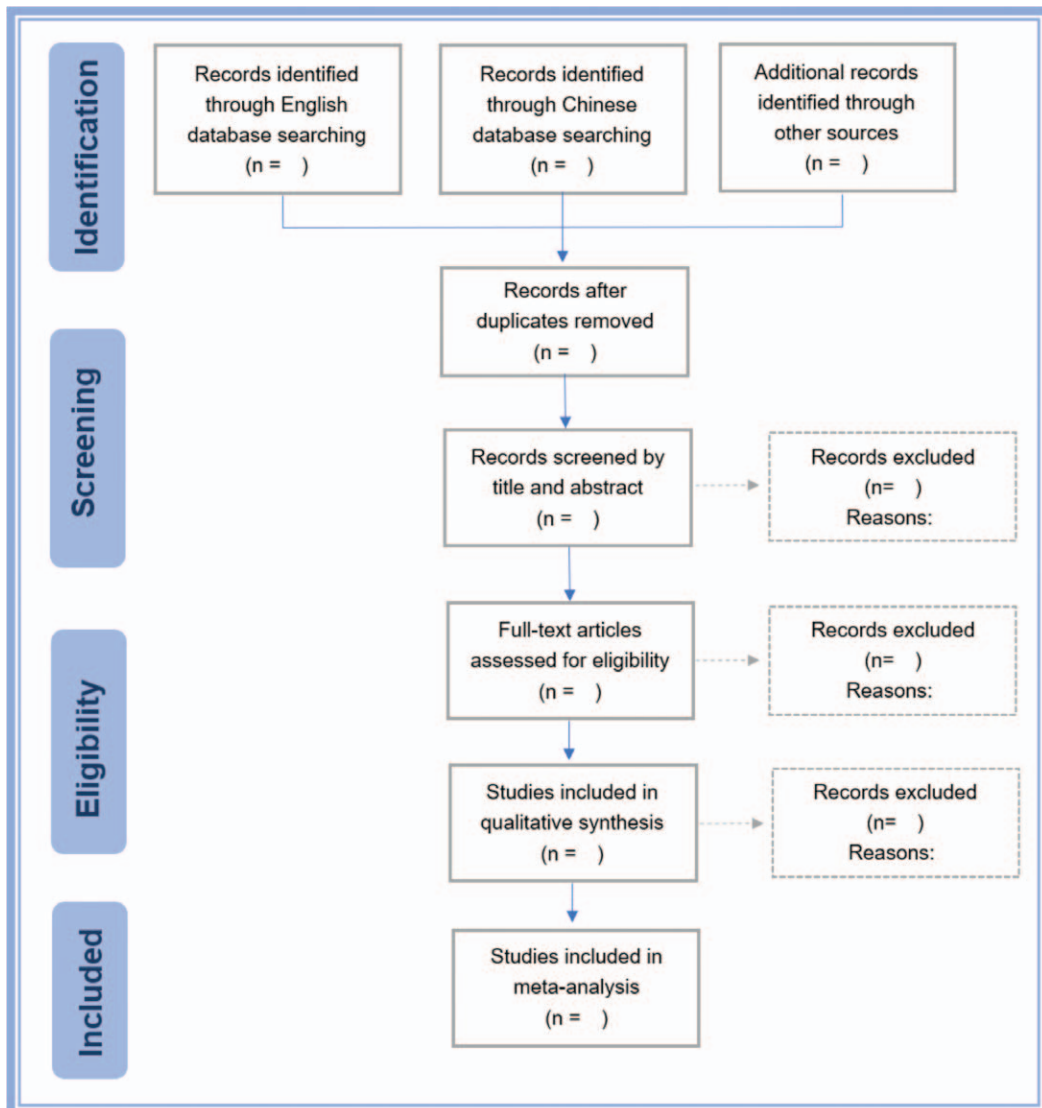 Identification
Records identified
through English
database searching
(n =    )
Records identified
through Chinese
database searching
(n =    )
Additional records
identified through
other sources
(n =    )
Records after
duplicates removed
(n =    )
Screening
Records screened by
title and abstract
(n =    )
Records excluded
(n=    )
Reasons:
Eligibility
Full-text articles
assessed for eligibility
(n =    )
Records excluded
(n=    )
Reasons:
Studies included in
qualitative synthesis
(n =    )
Records excluded
(n=    )
Reasons:
Included
Studies included in
meta-analysis
(n =    )